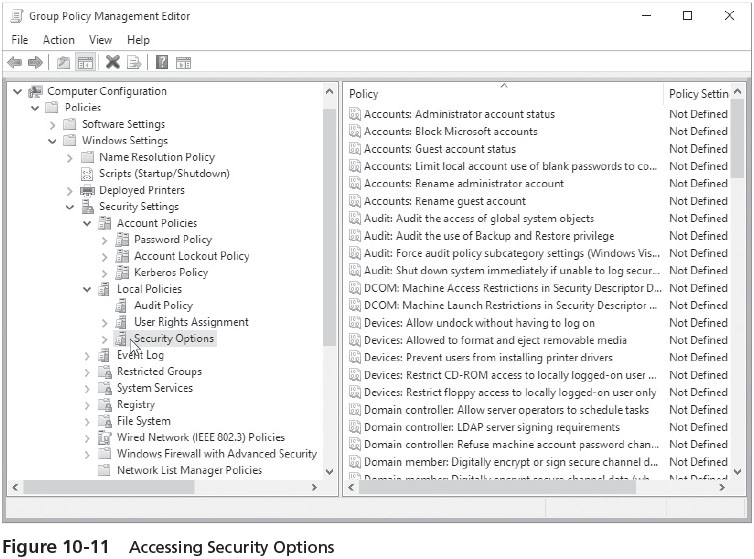 Group Policy Management Editor
File Action View Help
Computer Configuration
Policies
Software Settings
Windows Settings
Name Resolution Policy
Scripts (Startup/Shutdown)
Deployed Printers
Security Settings
Account Policies
Password Policy
Account Lockout Policy
Kerberos Policy
Local Policies
Audit Policy
User Rights Assignment
Security Options
Event Log
Restricted Groups
System Services
Registry
File System
Wired Network (IEEE 802.3) Policies
Windows Firewall with Advanced Security
Network List Manager Policies
Policy Policy Settin
Accounts: Administrator account status Not Defined
Accounts: Block Microsoft accounts Not Defined
Accounts: Guest account status Not Defined
Accounts: Limit local account use of blank passwords to co... Not Defined
Accounts: Rename administrator account Not Defined
Accounts: Rename guest account Not Defined
Audit: Audit the access of global system objects Not Defined
Audit: Audit the use of Backup and Restore privilege Not Defined
Audit: Force audit policy subcategory settings (Windows Vis... Not Defined
Audit: Shut down system immediately if unable to log secur... Not Defined
DCOM: Machine Access Restrictions in Security Descriptor D... Not Defined
DCOM: Machine Launch Restrictions in Security Descriptor ... Not Defined
Devices: Allow undock without having to log on Not Defined
Devices: Allowed to format and eject removable media Not Defined
Devices: Prevent users from installing printer drivers Not Defined
Devices: Restrict CD-ROM access to locally logged-on user ... Not Defined
Devices: Restrict floppy access to locally logged-on user only Not Defined
Domain controller: Allow server operators to schedule tasks Not Defined
Domain controller: LDAP server signing requirements Not Defined
Domain controller: Refuse machine account password chan... Not Defined
Domain member: Digitally encrypt or sign secure channel d... Not Defined
Domain member: Digitally encrypt secure channel data (wh... Not Defined
Figure 10-11 Accessing Security Options